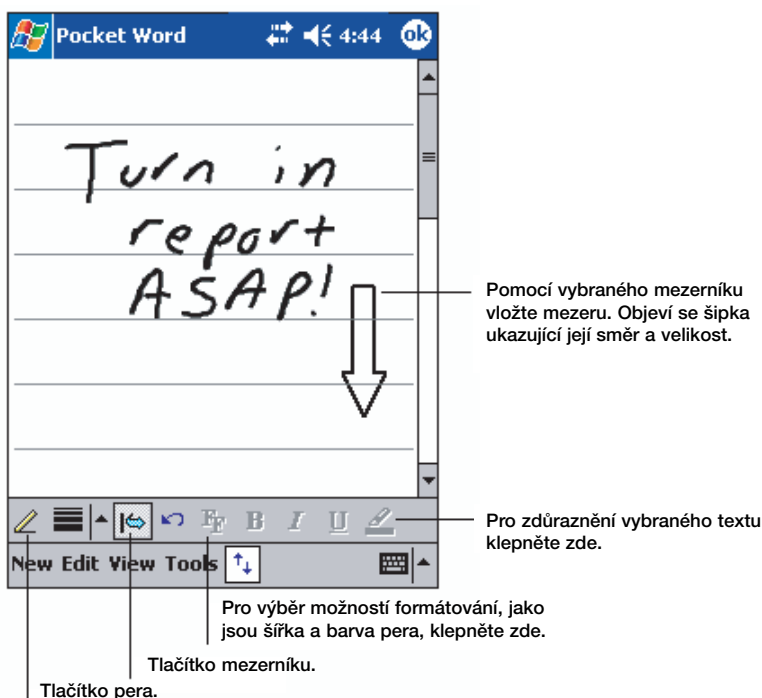 Pocket Word 4:44 ok
Turn in
report
ASAP!
Pomocí vybraného mezerníku
vložte mezeru. Objeví se šipka
ukazující její směr a velikost.
FF B I U
Pro zdůraznění vybraného textu
klepněte zde.
New Edit View Tools
Pro výběr možností formátování, jako
jsou šířka a barva pera, klepněte zde.
Tlačítko mezerníku.
Tlačítko pera.